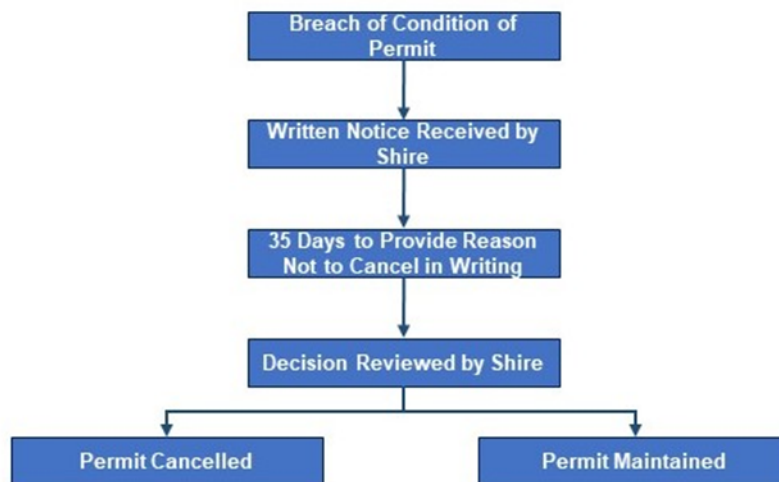 Breach of Condition of
Permit
Written Notice Received by
Shire
35 Days to Provide Reason
Not to Cancel in Writing
Decision Reviewed by Shire
Permit Cancelled
Permit Maintained